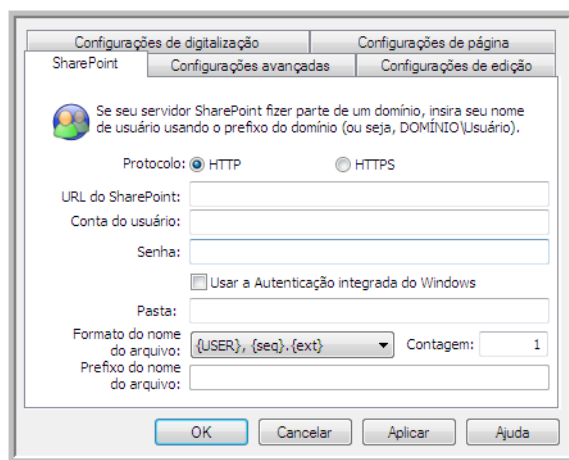 Configurações de digitalização
Configurações de página
SharePoint
Configurações avançadas
Configurações de edição
Se seu servidor SharePoint fizer parte de um domínio, insira seu nome
de usuário usando o prefixo do domínio (ou seja, DOMÍNIO\Usuário).
Protocolo: HTTP HTTPS
URL do SharePoint:
Conta do usuário:
Senha:
Usar a Autenticação integrada do Windows
Pasta:
Formato do nome
do arquivo: {USER}, {seq}.{ext} Contagem: 1
Prefixo do nome
do arquivo:
OK Cancelar Aplicar Ajuda